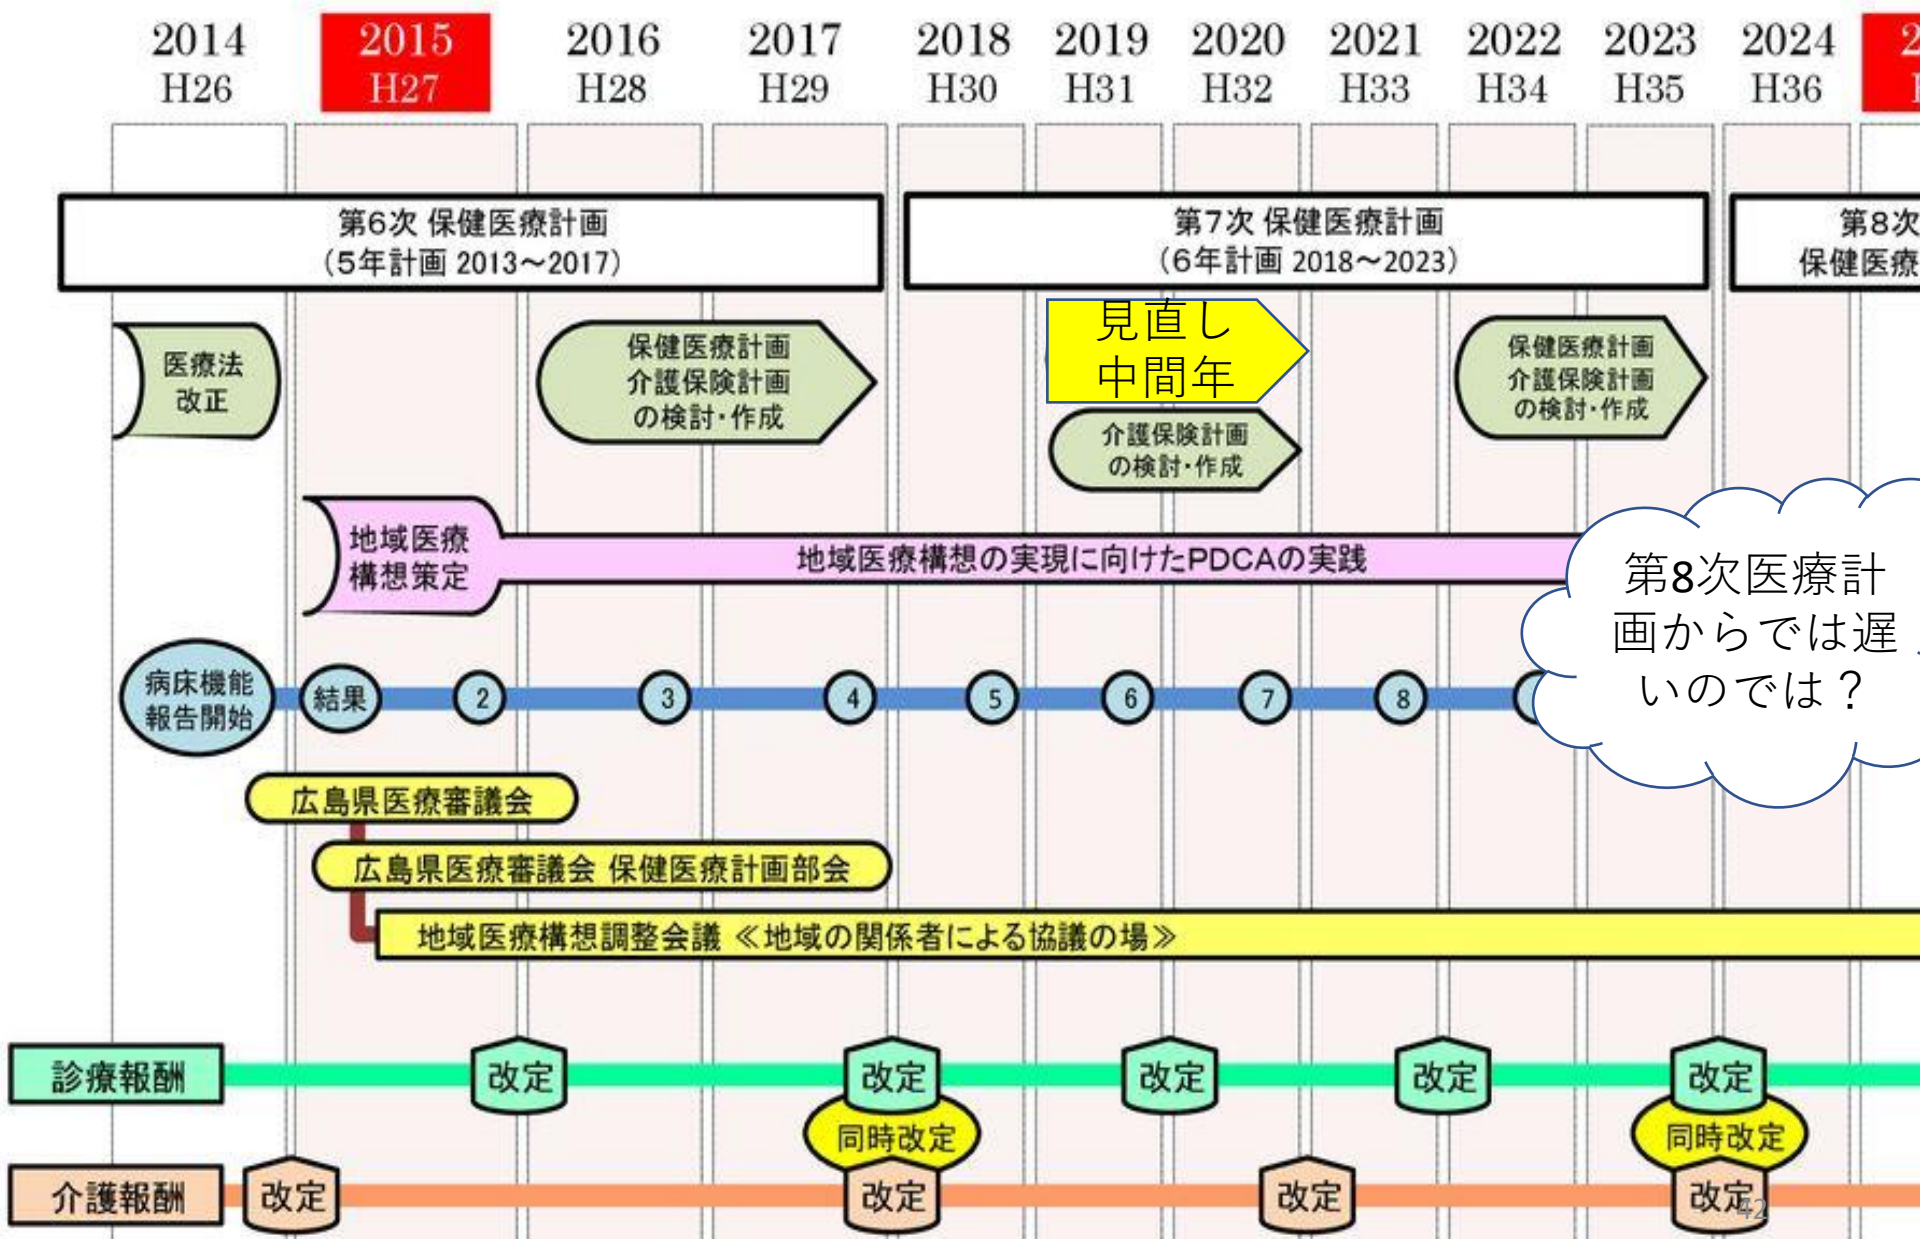 2014 2015 2016 2017 2018 2019 2020 2021 2022 2023 2024
H26 H27 H28 H29 H30 H31 H32 H33 H34 H35 H36
第6次 保健医療計画
(5年計画 2013～2017)
第7次 保健医療計画
(6年計画 2018～2023)
第8次
保健医療
医療法
改正
保健医療計画
介護保険計画
の検討・作成
見直し
中間年
介護保険計画
の検討・作成
保健医療計画
介護保険計画
の検討・作成
地域医療
構想策定
地域医療構想の実現に向けたPDCAの実践
第8次医療計
画からでは遅
いのでは？
病床機能
報告開始
結果 2 3 4 5 6 7 8
広島県医療審議会
広島県医療審議会 保健医療計画部会
地域医療構想調整会議 ≪地域の関係者による協議の場≫
診療報酬 改定 改定 改定 改定 改定
同時改定 同時改定
介護報酬 改定 改定 改定 改定
42